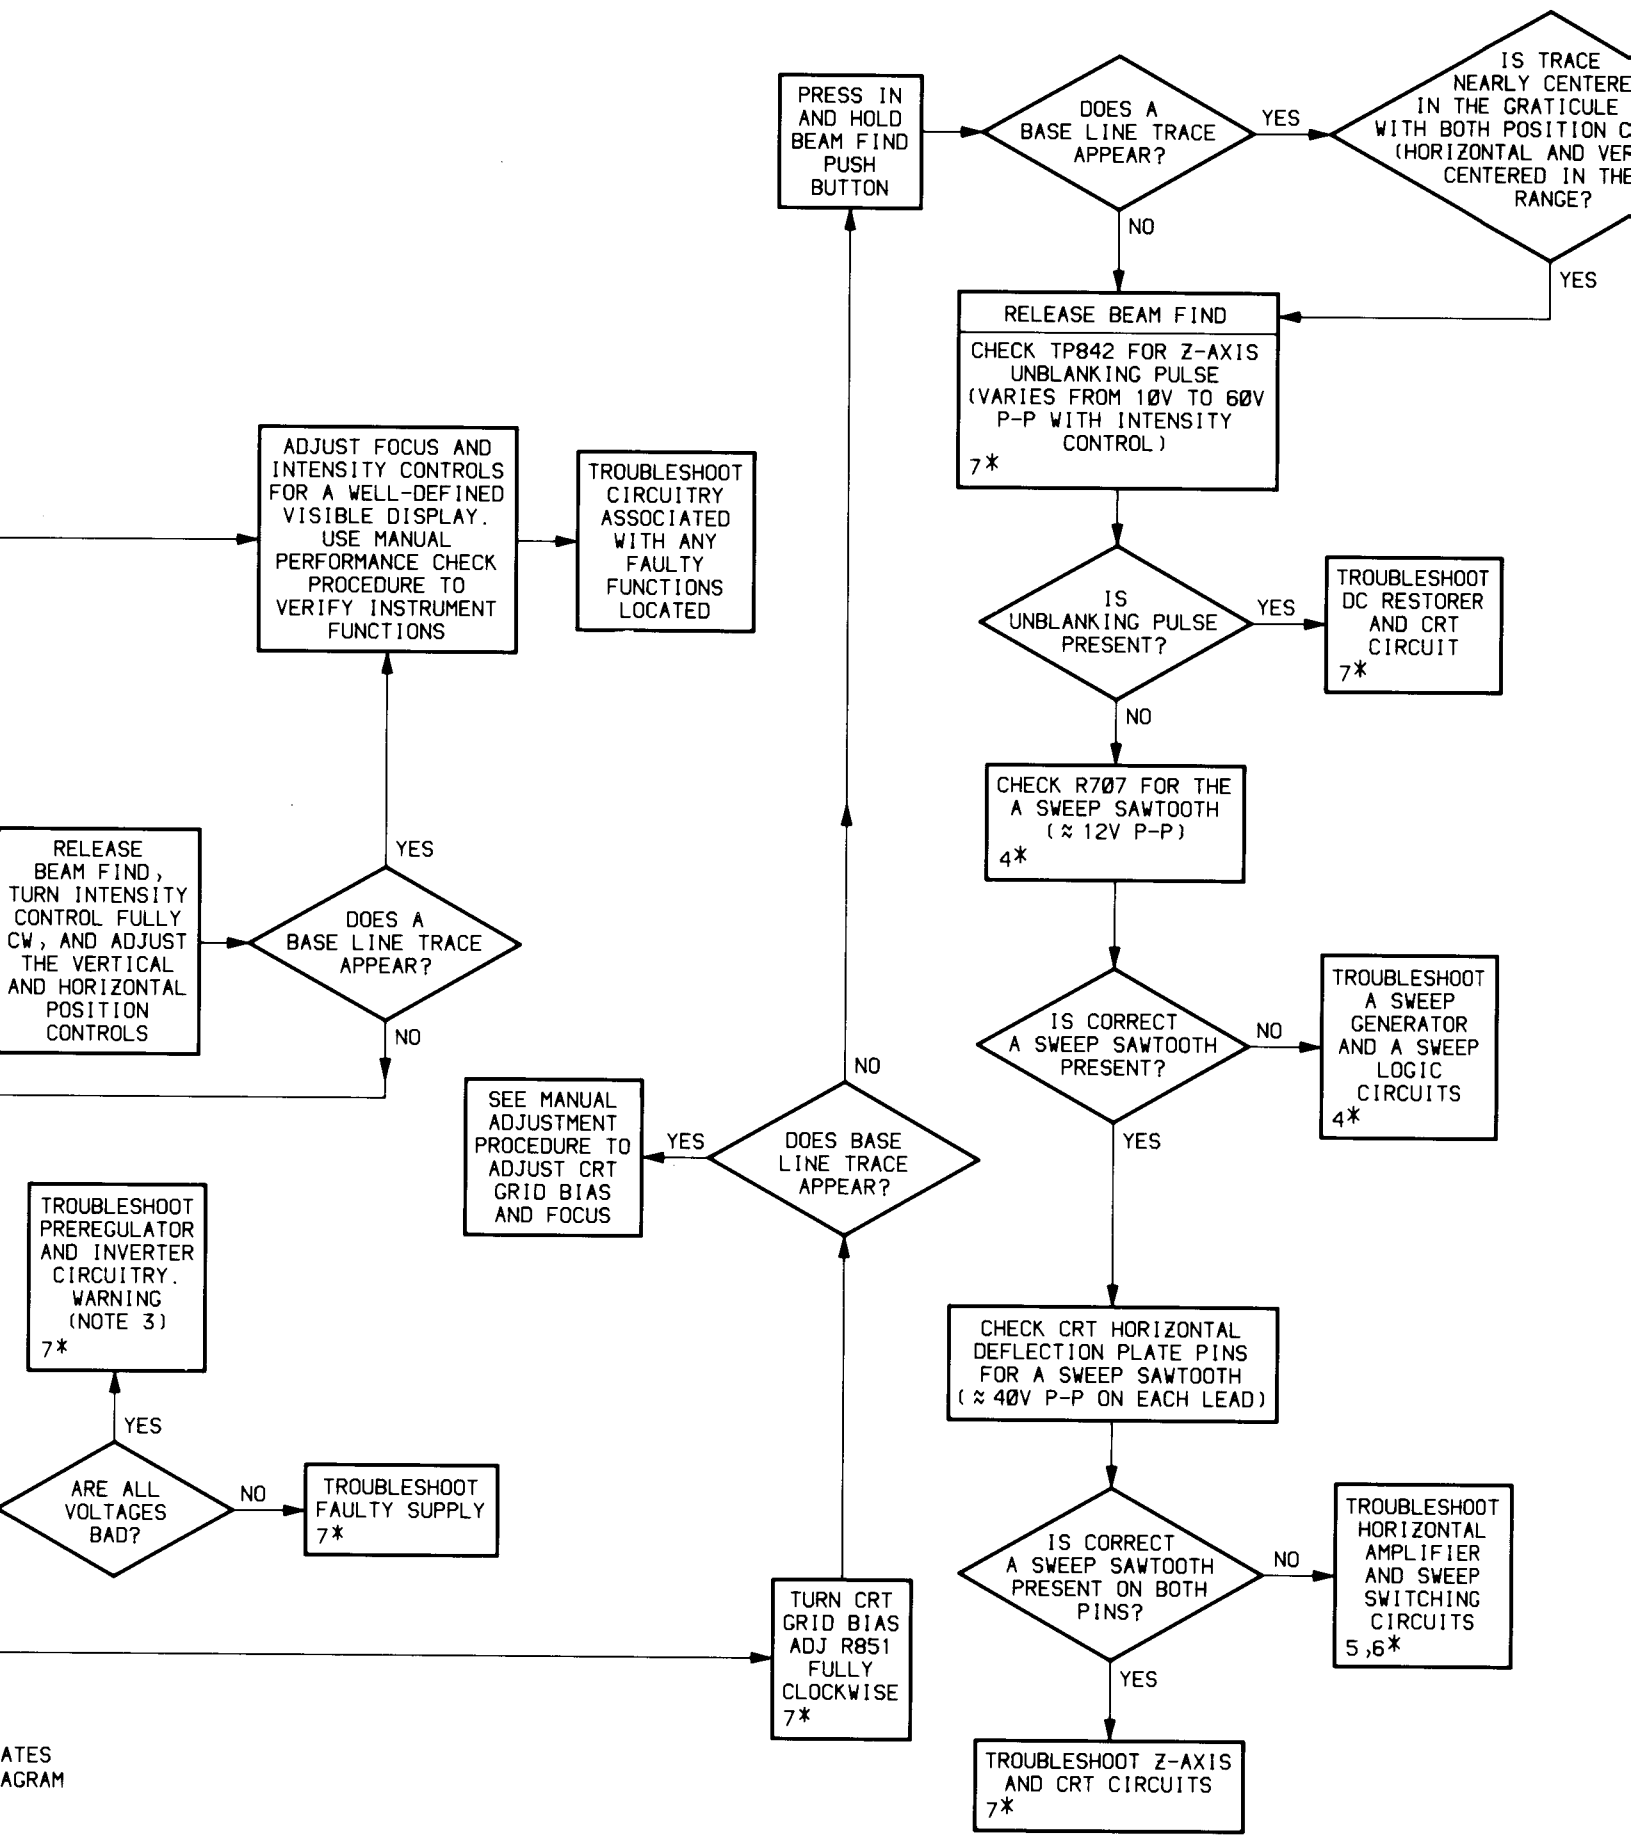 PRESS IN
AND HOLD
BEAM FIND
PUSH
BUTTON
DOES A
BASE LINE TRACE
APPEAR?
YES
NO
IS TRACE
NEARLY CENTERE
IN THE GRATICULE
WITH BOTH POSITION C
(HORIZONTAL AND VER
CENTERED IN THE
RANGE?
YES
RELEASE BEAM FIND
CHECK TP842 FOR Z-AXIS
UNBLANKING PULSE
(VARIES FROM 10V TO 60V
P-P WITH INTENSITY
CONTROL)
7*
IS
UNBLANKING PULSE
PRESENT?
YES
NO
TROUBLESHOOT
DC RESTORER
AND CRT
CIRCUIT
7*
ADJUST FOCUS AND
INTENSITY CONTROLS
FOR A WELL-DEFINED
VISIBLE DISPLAY.
USE MANUAL
PERFORMANCE CHECK
PROCEDURE TO
VERIFY INSTRUMENT
FUNCTIONS
TROUBLESHOOT
CIRCUITRY
ASSOCIATED
WITH ANY
FAULTY
FUNCTIONS
LOCATED
CHECK R707 FOR THE
A SWEEP SAWTOOTH
(≈12V P-P)
4*
RELEASE
BEAM FIND,
TURN INTENSITY
CONTROL FULLY
CW, AND ADJUST
THE VERTICAL
AND HORIZONTAL
POSITION
CONTROLS
YES
DOES A
BASE LINE TRACE
APPEAR?
NO
IS CORRECT
A SWEEP SAWTOOTH
PRESENT?
NO
YES
TROUBLESHOOT
A SWEEP
GENERATOR
AND A SWEEP
LOGIC
CIRCUITS
4*
SEE MANUAL
ADJUSTMENT
PROCEDURE TO
ADJUST CRT
GRID BIAS
AND FOCUS
YES
NO
DOES BASE
LINE TRACE
APPEAR?
TROUBLESHOOT
PREREGULATOR
AND INVERTER
CIRCUITRY.
WARNING
(NOTE 3)
7*
YES
ARE ALL
VOLTAGES
BAD?
NO
TROUBLESHOOT
FAULTY SUPPLY
7*
CHECK CRT HORIZONTAL
DEFLECTION PLATE PINS
FOR A SWEEP SAWTOOTH
(≈40V P-P ON EACH LEAD)
IS CORRECT
A SWEEP SAWTOOTH
PRESENT ON BOTH
PINS?
NO
YES
TROUBLESHOOT
HORIZONTAL
AMPLIFIER
AND SWEEP
SWITCHING
CIRCUITS
5,6*
TURN CRT
GRID BIAS
ADJ R851
FULLY
CLOCKWISE
7*
TROUBLESHOOT Z-AXIS
AND CRT CIRCUITS
7*
ATES
AGRAM